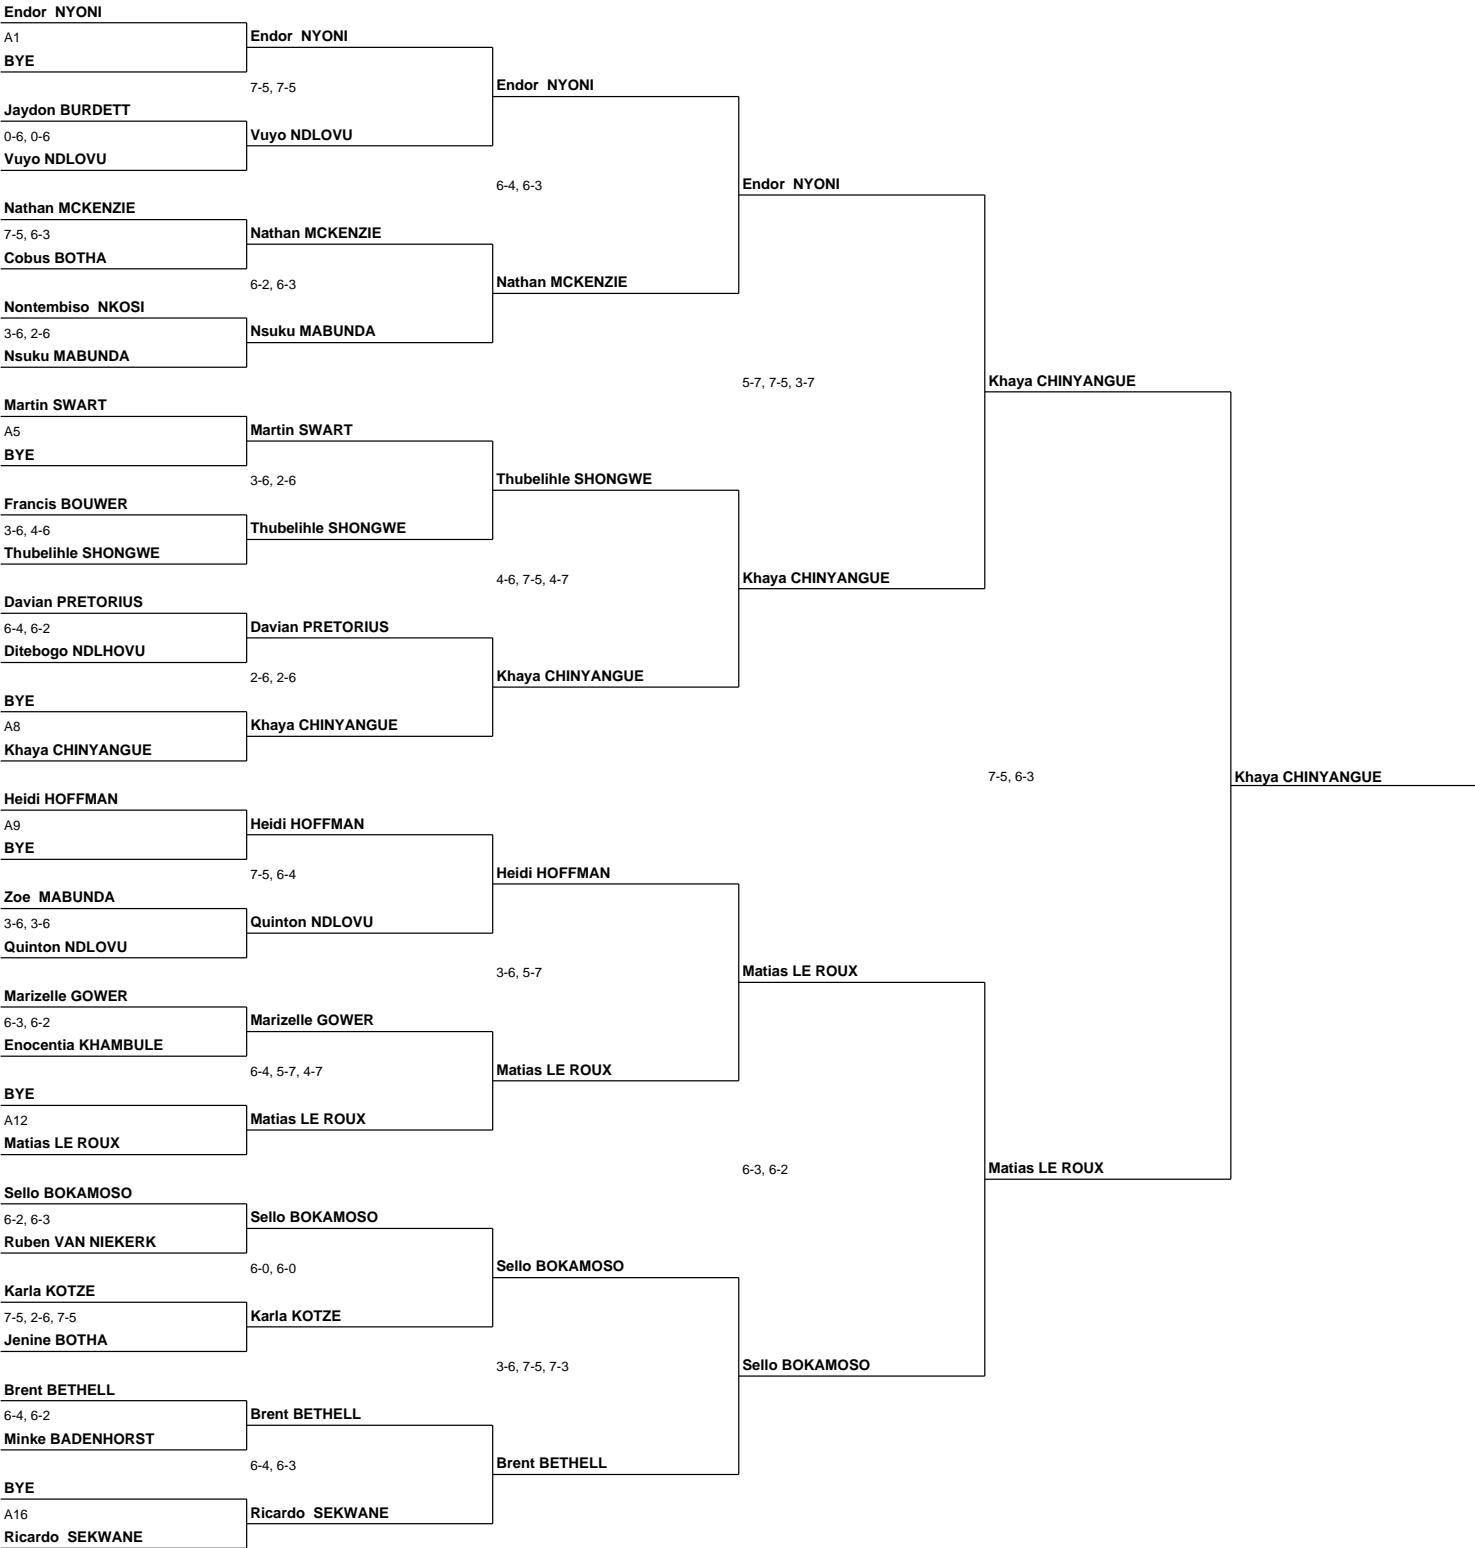 Endor  NYONI
A1
BYE
Jaydon BURDETT
0-6, 0-6
Vuyo NDLOVU
Nathan MCKENZIE
7-5, 6-3
Cobus BOTHA
Nontembiso  NKOSI
3-6, 2-6
Nsuku MABUNDA
Martin SWART
A5
BYE
Francis BOUWER
3-6, 4-6
Thubelihle SHONGWE
Davian PRETORIUS
6-4, 6-2
Ditebogo NDLHOVU
BYE
A8
Khaya CHINYANGUE
Heidi HOFFMAN
A9
BYE
Zoe  MABUNDA
3-6, 3-6
Quinton NDLOVU
Marizelle GOWER
6-3, 6-2
Enocentia KHAMBULE
BYE
A12
Matias LE ROUX
Sello BOKAMOSO
6-2, 6-3
Ruben VAN NIEKERK
Karla KOTZE
7-5, 2-6, 7-5
Jenine BOTHA
Brent BETHELL
6-4, 6-2
Minke BADENHORST
BYE
A16
Ricardo  SEKWANE
Endor  NYONI
7-5, 7-5
Vuyo NDLOVU
Nathan MCKENZIE
6-2, 6-3
Nsuku MABUNDA
Martin SWART
3-6, 2-6
Thubelihle SHONGWE
Davian PRETORIUS
2-6, 2-6
Khaya CHINYANGUE
Heidi HOFFMAN
7-5, 6-4
Quinton NDLOVU
Marizelle GOWER
6-4, 5-7, 4-7
Matias LE ROUX
Sello BOKAMOSO
6-0, 6-0
Karla KOTZE
Brent BETHELL
6-4, 6-3
Ricardo  SEKWANE
Endor  NYONI
6-4, 6-3
Nathan MCKENZIE
Thubelihle SHONGWE
4-6, 7-5, 4-7
Khaya CHINYANGUE
Heidi HOFFMAN
3-6, 5-7
Matias LE ROUX
Sello BOKAMOSO
3-6, 7-5, 7-3
Brent BETHELL
Endor  NYONI
5-7, 7-5, 3-7
Khaya CHINYANGUE
Matias LE ROUX
6-3, 6-2
Sello BOKAMOSO
Khaya CHINYANGUE
7-5, 6-3
Matias LE ROUX
Khaya CHINYANGUE